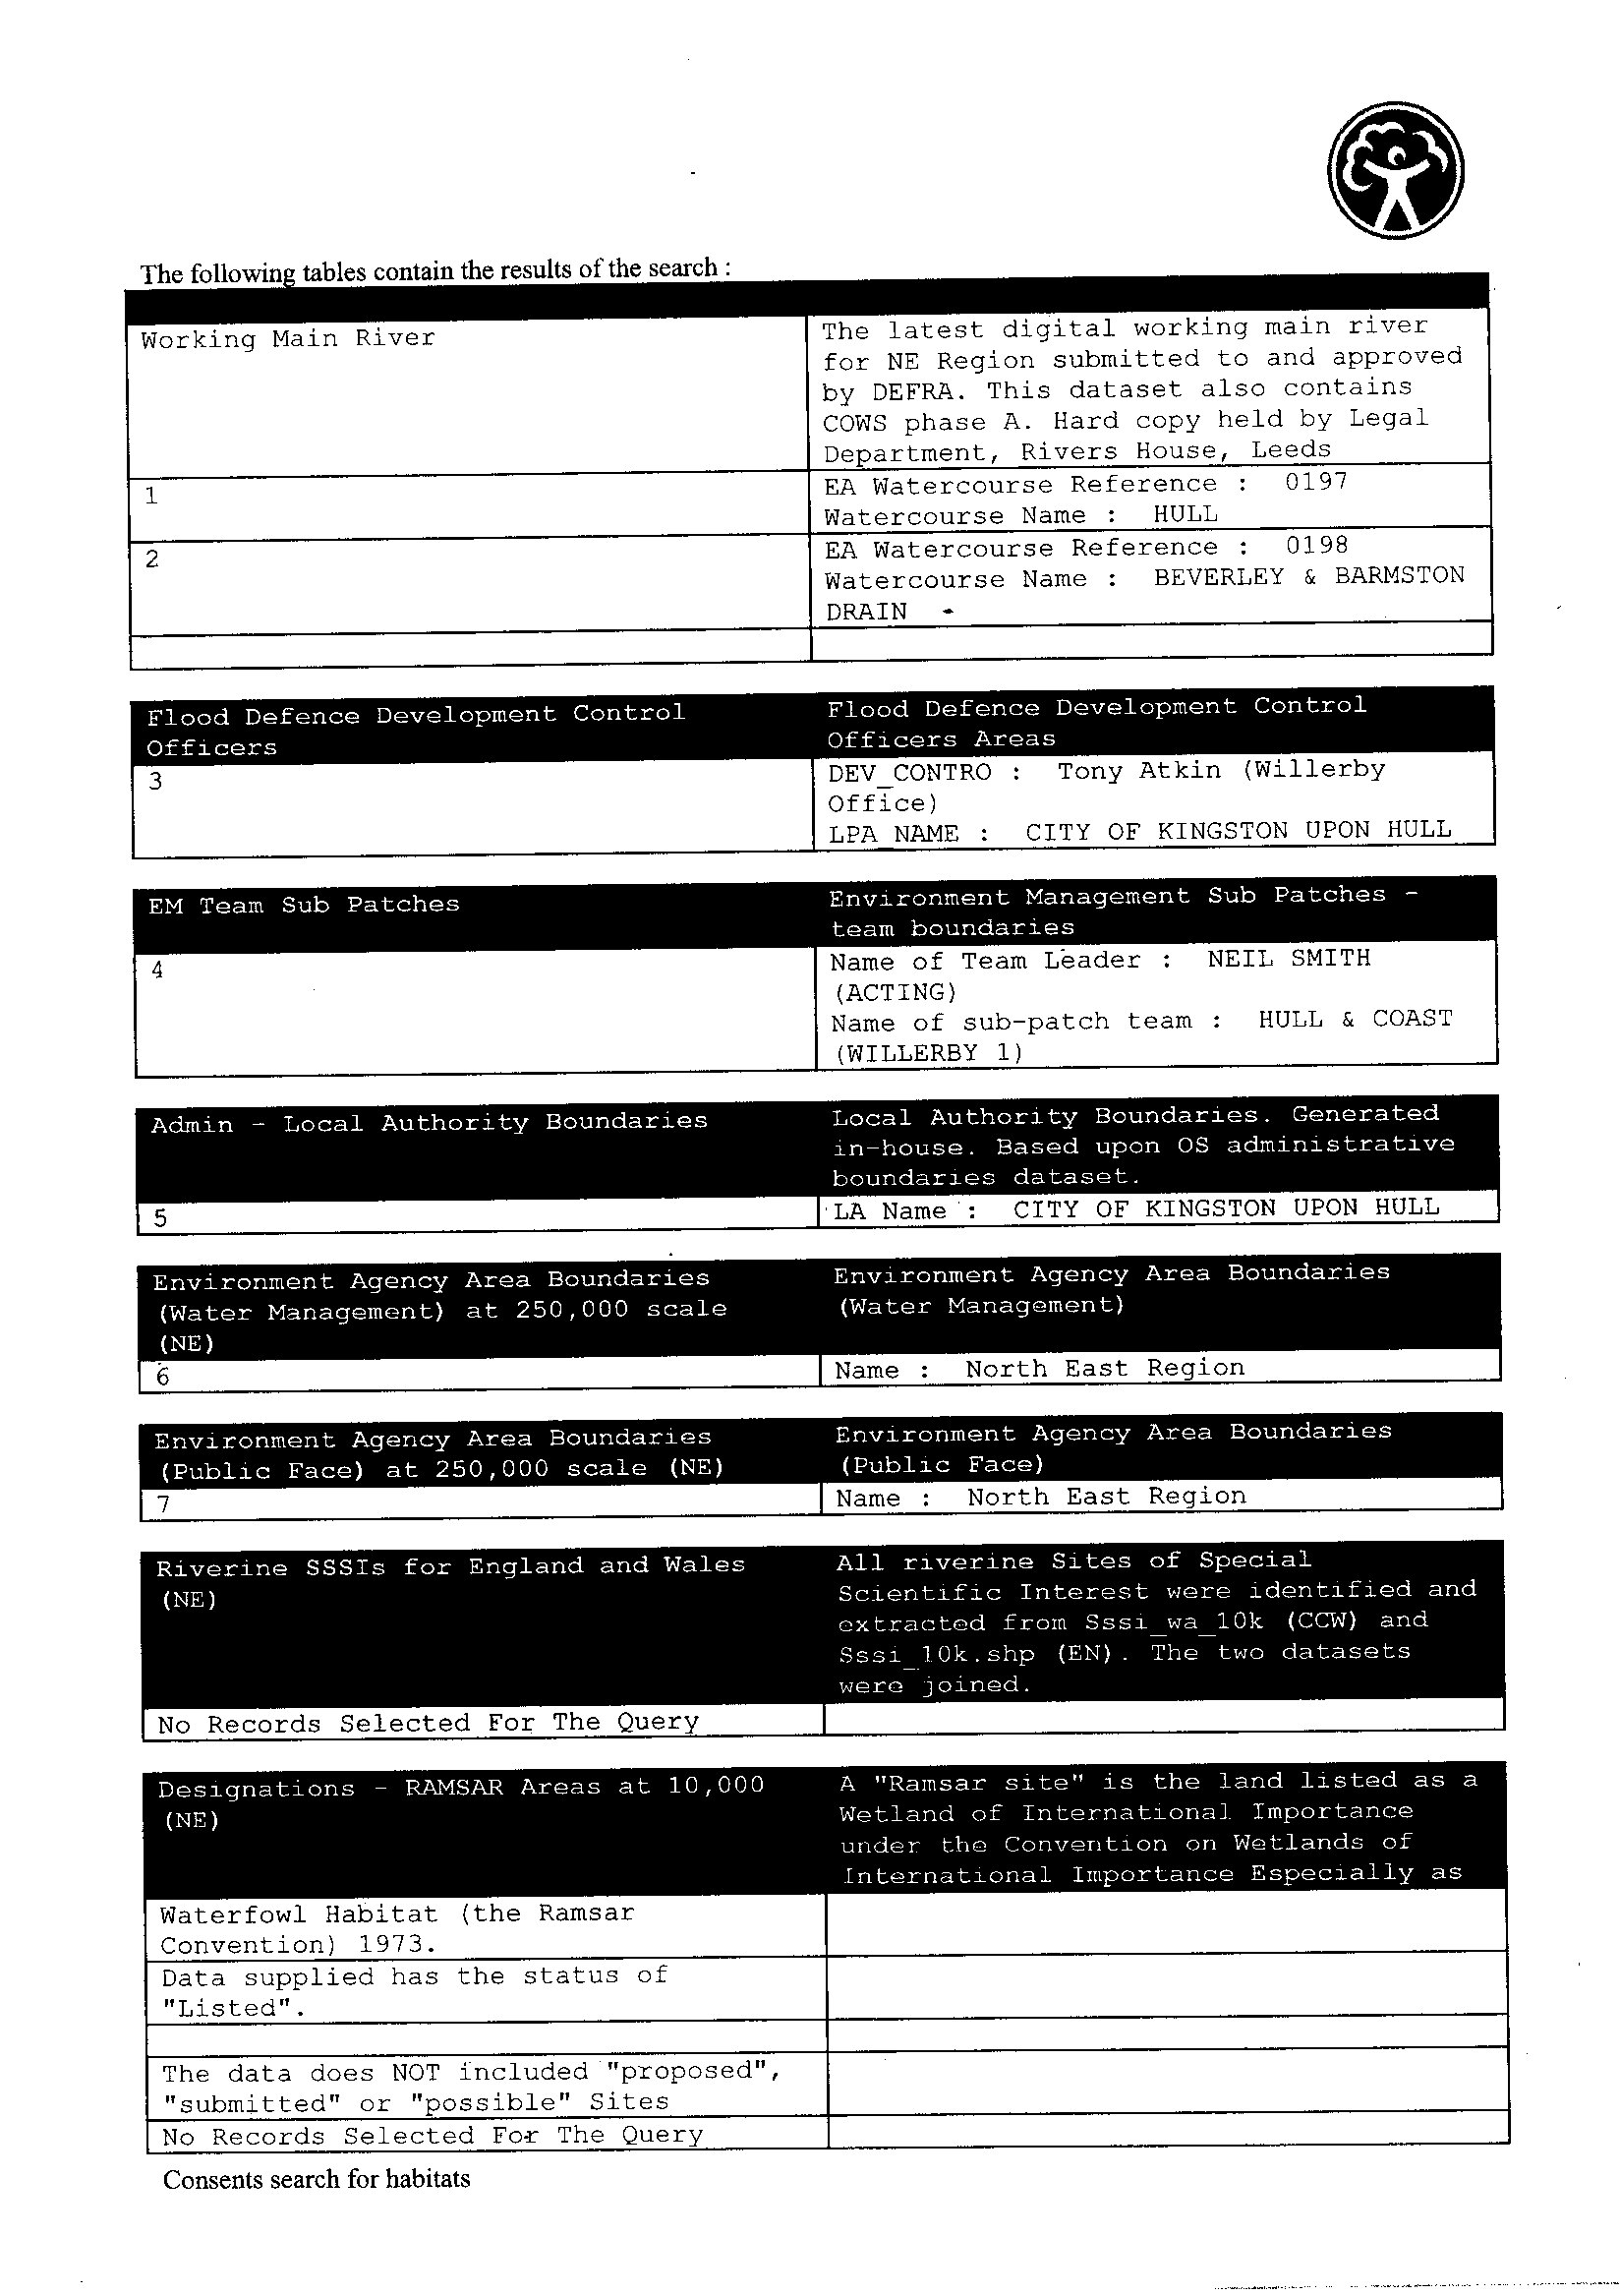 The following tables contain the results of the search :
Working Main River
The latest digital working main river
for NE Region submitted to and approved
by DEFRA. This dataset also contains
COWS phase A. Hard copy held by Legal
Department, Rivers House, Leeds
1
EA Watercourse Reference : 0197
Watercourse Name : HULL
2
EA Watercourse Reference : 0198
Watercourse Name : BEVERLEY & BARMSTON
DRAIN
Flood Defence Development Control
Officers
Flood Defence Development Control
Officers Areas
3
DEV_CONTRO : Tony Atkin (Willerby
Office)
LPA NAME : CITY OF KINGSTON UPON HULL
EM Team Sub Patches
Environment Management Sub Patches -
team boundaries
4
Name of Team Leader : NEIL SMITH
(ACTING)
Name of sub-patch team : HULL & COAST
(WILLERBY 1)
Admin - Local Authority Boundaries
Local Authority Boundaries. Generated
in-house. Based upon OS administrative
boundaries dataset.
5
LA Name : CITY OF KINGSTON UPON HULL
Environment Agency Area Boundaries
(Water Management) at 250,000 scale
(NE)
Environment Agency Area Boundaries
(Water Management)
6
Name : North East Region
Environment Agency Area Boundaries
(Public Face) at 250,000 scale (NE)
Environment Agency Area Boundaries
(Public Face)
7
Name : North East Region
Riverine SSSIs for England and Wales
(NE)
All riverine Sites of Special
Scientific Interest were identified and
extracted from Sssi_wa_10k (CCW) and
Sssi_10k.shp (EN). The two datasets
were joined.
No Records Selected For The Query
Designations - RAMSAR Areas at 10,000
(NE)
A "Ramsar site" is the land listed as a
Wetland of International Importance
under the Convention on Wetlands of
International Importance Especially as
Waterfowl Habitat (the Ramsar
Convention) 1973.
Data supplied has the status of
"Listed".
The data does NOT included "proposed",
"submitted" or "possible" Sites
No Records Selected For The Query
Consents search for habitats